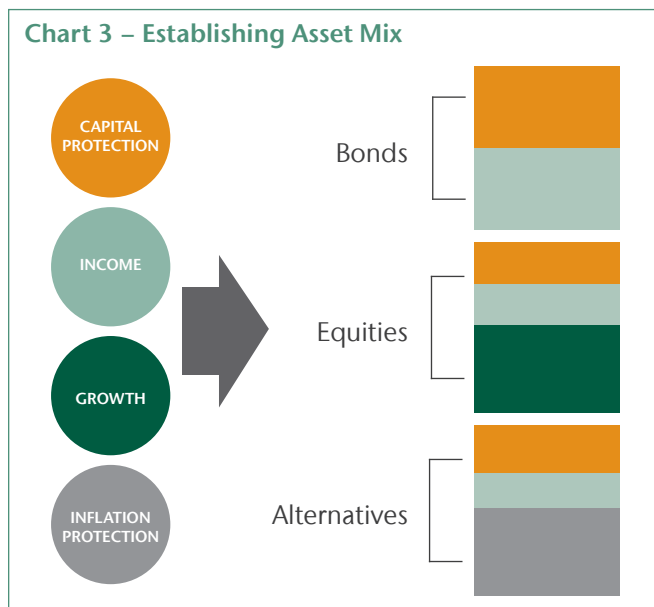 Chart 3 – Establishing Asset Mix
CAPITAL
PROTECTION
INCOME
GROWTH
INFLATION
PROTECTION
Bonds
Equities
Alternatives